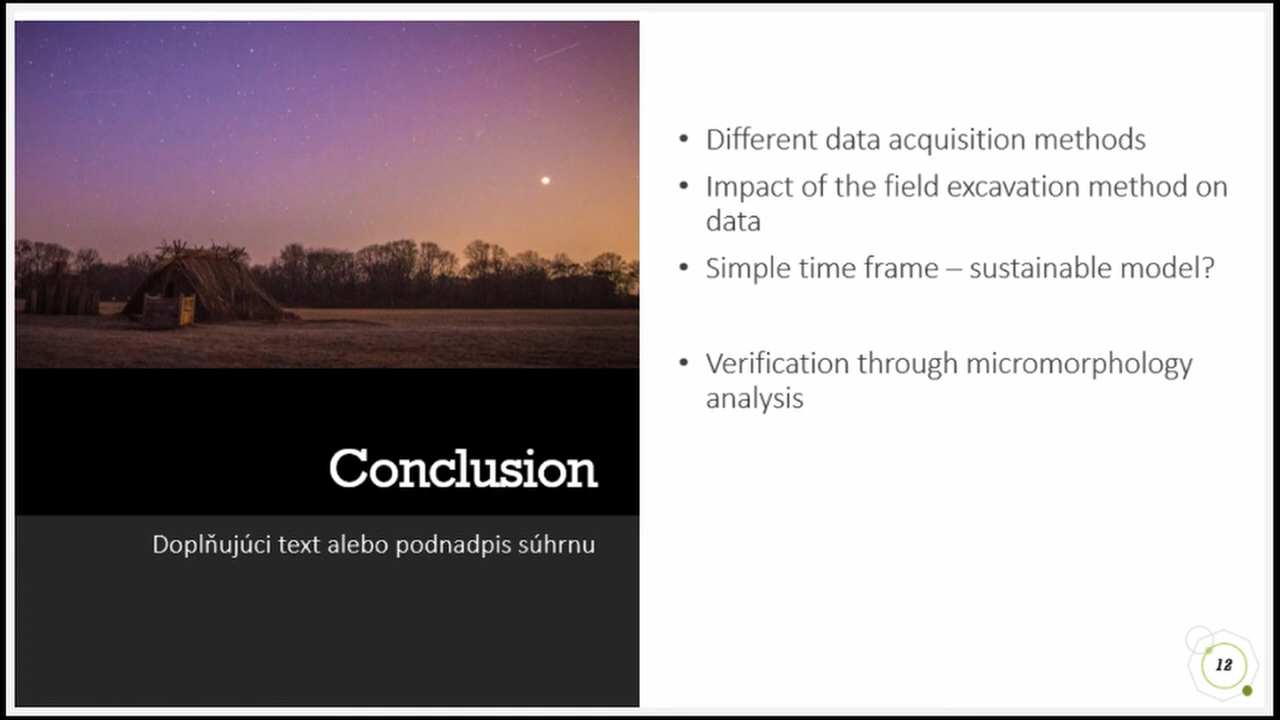 Conclusion
Doplňujúci text alebo podnadpis súhrnu
• Different data acquisition methods
• Impact of the field excavation method on
data
• Simple time frame – sustainable model?
• Verification through micromorphology
analysis
12